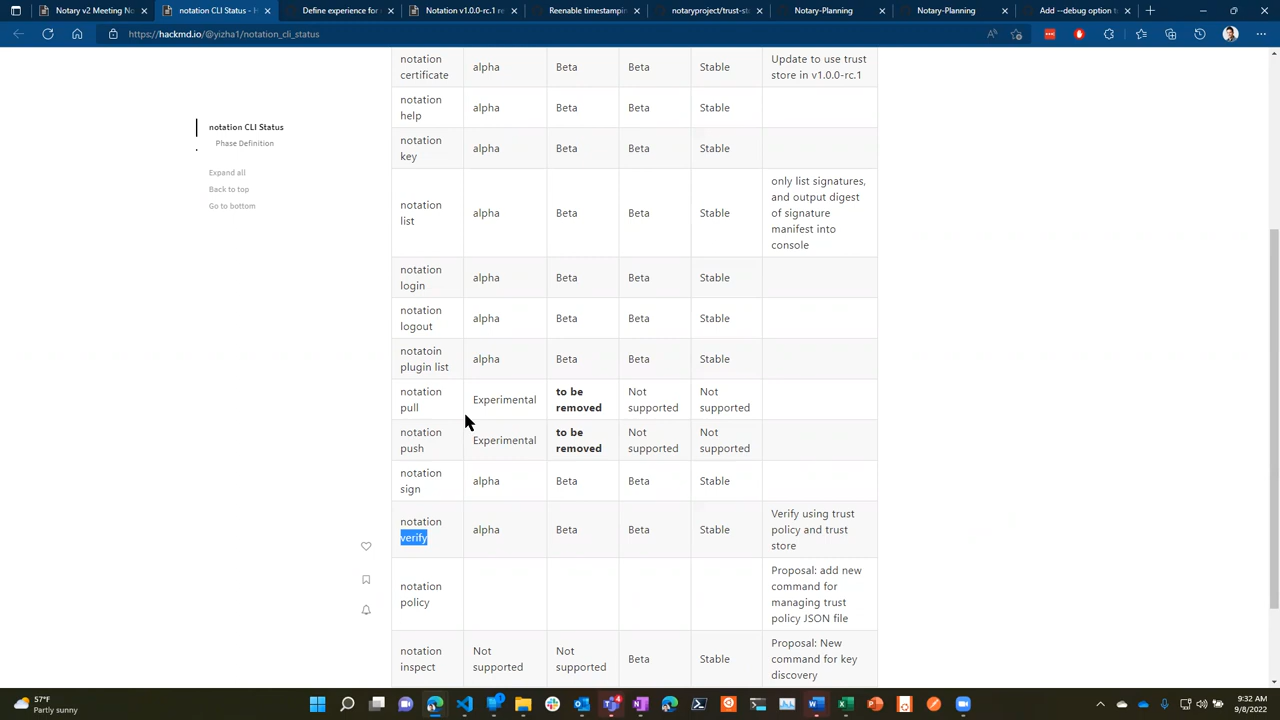 Notary v2 Meeting No
notation CLI Status - H
Define experience for
Notation v1.0.0-rc.1 re
Reenable timestampin
notaryproject/trust-st
Notary-Planning
Notary-Planning
Add --debug option t
https://hackmd.io/@yizha1/notation_cli_status
notation CLI Status
Phase Definition
Expand all
Back to top
Go to bottom
notation certificate alpha Beta Beta Stable Update to use trust
store in v1.0.0-rc.1
notation help alpha Beta Beta Stable
notation key alpha Beta Beta Stable
notation list alpha Beta Beta Stable only list signatures,
and output digest
of signature
manifest into
console
notation login alpha Beta Beta Stable
notation logout alpha Beta Beta Stable
notatoin plugin list alpha Beta Beta Stable
notation pull Experimental to be removed Not supported Not supported
notation push Experimental to be removed Not supported Not supported
notation sign alpha Beta Beta Stable
notation verify alpha Beta Beta Stable Verify using trust
policy and trust
store
notation policy Proposal: add new
command for
managing trust
policy JSON file
notation inspect Not supported Not supported Beta Stable Proposal: New
command for key
discovery
57°F
Partly sunny
9:32 AM
9/8/2022